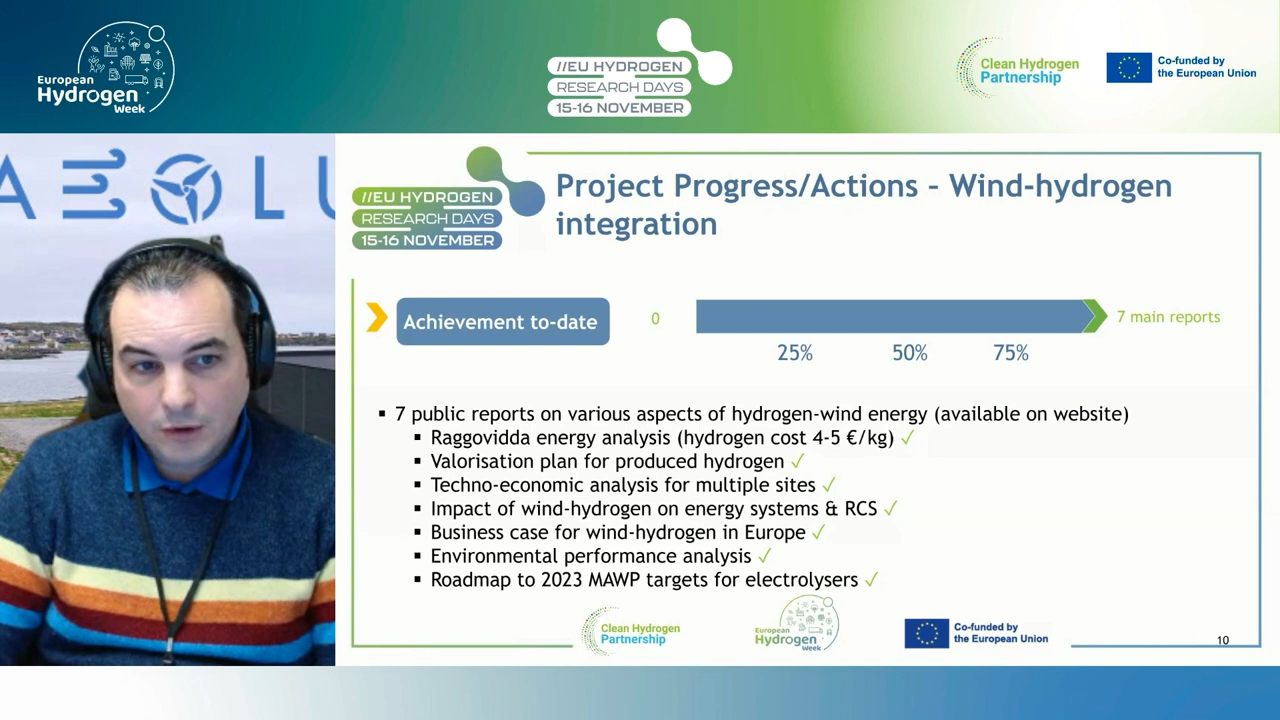 European
Hydrogen
Week
//EU HYDROGEN
RESEARCH DAYS
15-16 NOVEMBER
Clean Hydrogen
Partnership
Co-funded by
the European Union
//EU HYDROGEN
RESEARCH DAYS
15-16 NOVEMBER
Project Progress/Actions – Wind-hydrogen
integration
Achievement to-date
0
7 main reports
25%
50%
75%
▪ 7 public reports on various aspects of hydrogen-wind energy (available on website)
▪ Raggovidda energy analysis (hydrogen cost 4-5 €/kg) ✓
▪ Valorisation plan for produced hydrogen ✓
▪ Techno-economic analysis for multiple sites ✓
▪ Impact of wind-hydrogen on energy systems & RCS ✓
▪ Business case for wind-hydrogen in Europe ✓
▪ Environmental performance analysis ✓
▪ Roadmap to 2023 MAWP targets for electrolysers ✓
Clean Hydrogen
Partnership
European
Hydrogen
Week
Co-funded by
the European Union
10